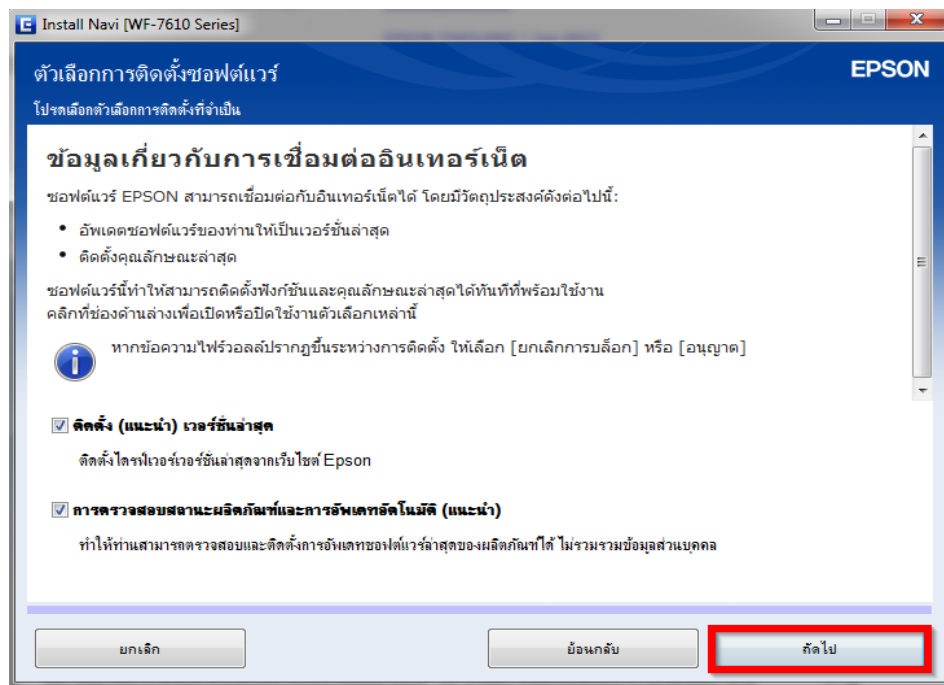 Install Navi [WF-7610 Series]
ตัวเลือกการติดตั้งซอฟต์แวร์
EPSON
โปรดเลือกตัวเลือกการติดตั้งที่จำเป็น
ข้อมูลเกี่ยวกับการเชื่อมต่ออินเทอร์เน็ต
ซอฟต์แวร์ EPSON สามารถเชื่อมต่อกับอินเทอร์เน็ตได้ โดยมีวัตถุประสงค์ดังต่อไปนี้:
• อัพเดตซอฟต์แวร์ของท่านให้เป็นเวอร์ชั่นล่าสุด
• ติดตั้งคุณลักษณะล่าสุด
ซอฟต์แวร์นี้ทำให้สามารถติดตั้งฟังก์ชันและคุณลักษณะล่าสุดได้ทันทีที่พร้อมใช้งาน
คลิกที่ช่องด้านล่างเพื่อเปิดหรือปิดใช้งานตัวเลือกเหล่านี้
หากข้อความไฟร์วอลล์ปรากฏขึ้นระหว่างการติดตั้ง ให้เลือก [ยกเลิกการบล็อก] หรือ [อนุญาต]
ติดตั้ง (แนะนำ) เวอร์ชั่นล่าสุด
ติดตั้งไดรฟ์เวอร์เวอร์ชั่นล่าสุดจากเว็บไซต์ Epson
การตรวจสอบสถานะผลิตภัณฑ์และการอัพเดทอัตโนมัติ (แนะนำ)
ทำให้ท่านสามารถตรวจสอบและติดตั้งการอัพเดทซอฟต์แวร์ล่าสุดของผลิตภัณฑ์ได้ ไม่รวมรวมข้อมูลส่วนบุคคล
ยกเลิก
ย้อนกลับ
ถัดไป